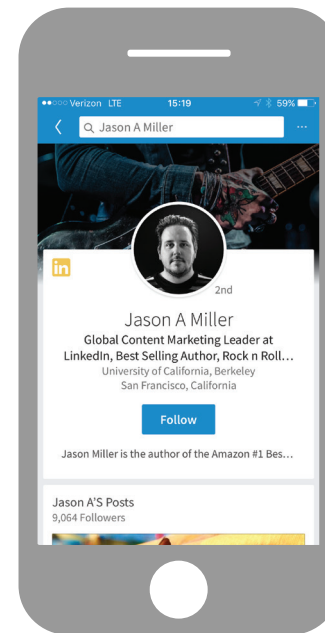 Verizon LTE 15:19 59%
Jason A Miller
...
in
2nd
Jason A Miller
Global Content Marketing Leader at
LinkedIn, Best Selling Author, Rock n Roll...
University of California, Berkeley
San Francisco, California
Follow
Jason Miller is the author of the Amazon #1 Bes...
Jason A'S Posts
9,064 Followers